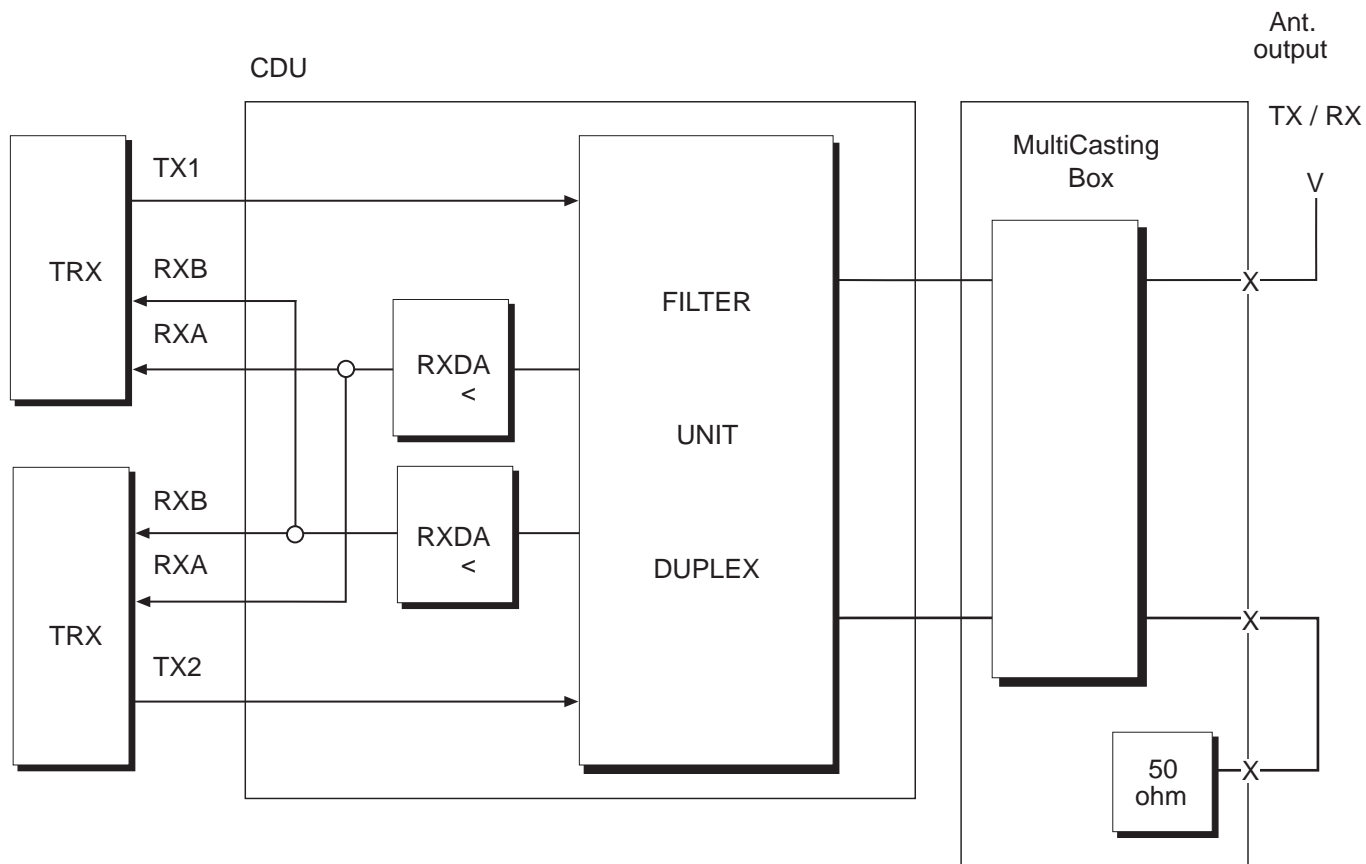 Ant.
output
CDU
TX / RX
MultiCasting
Box
TX1
V
TRX
RXB
FILTER
X
RXA
RXDA
<
UNIT
RXB
RXDA
<
RXA
DUPLEX
X
TRX
TX2
50
ohm
X